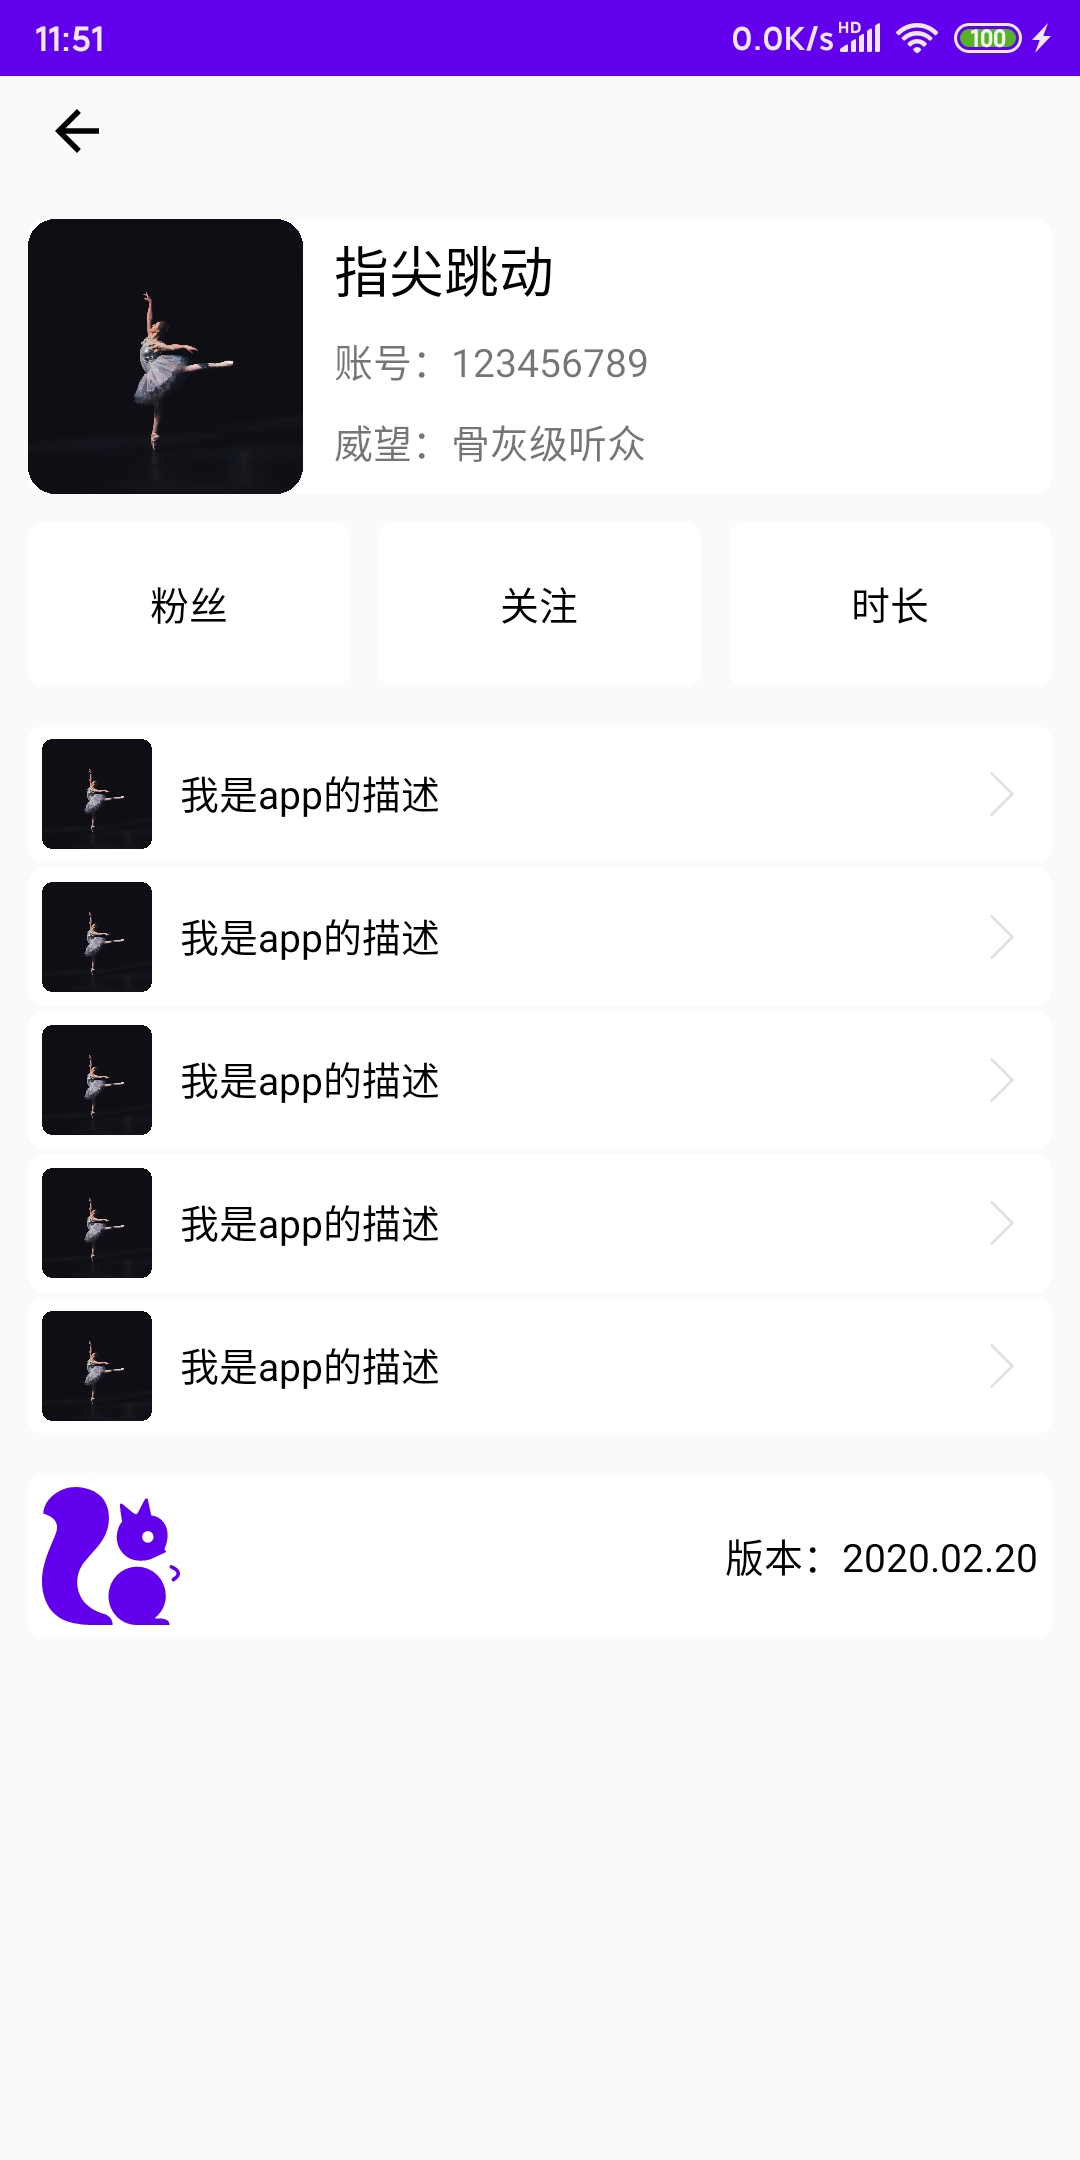 11:51
0.0K/s HD 100
指尖跳动
账号：123456789
威望：骨灰级听众
粉丝 关注 时长
我是app的描述
我是app的描述
我是app的描述
我是app的描述
我是app的描述
版本：2020.02.20